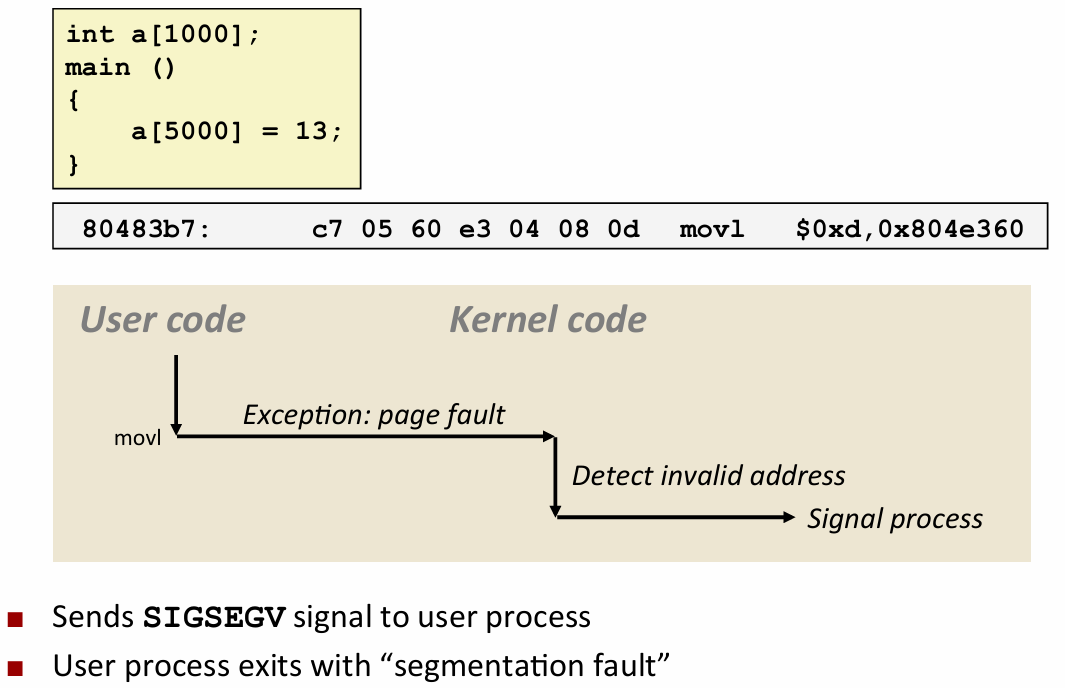 int a[1000];
main ()
{
    a[5000] = 13;
}
80483b7:      c7 05 60 e3 04 08 0d   movl   $0xd,0x804e360
User code
Kernel code
Exception: page fault
movl
Detect invalid address
Signal process
Sends SIGSEGV signal to user process
User process exits with “segmentation fault”